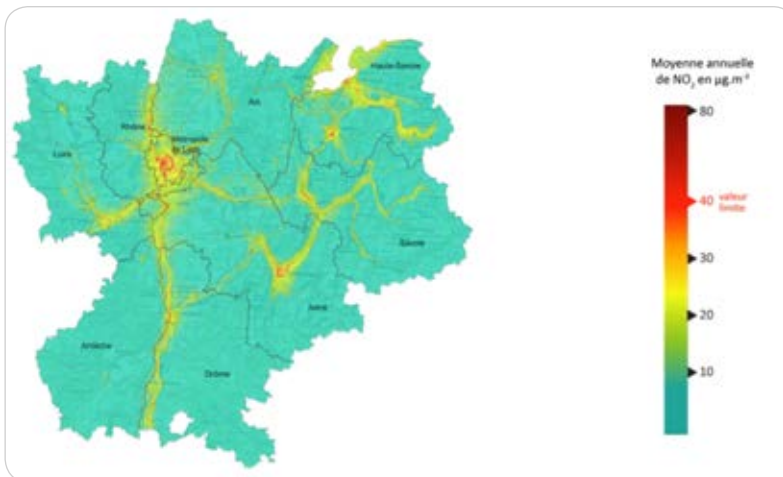 Haute-Savoie
Ain
Rhône
Métropole
de Lyon
Loire
Savoie
Isère
Ardèche
Drôme
Moyenne annuelle
de NO₂ en µg.m⁻³
80
40 valeur
limite
30
20
10